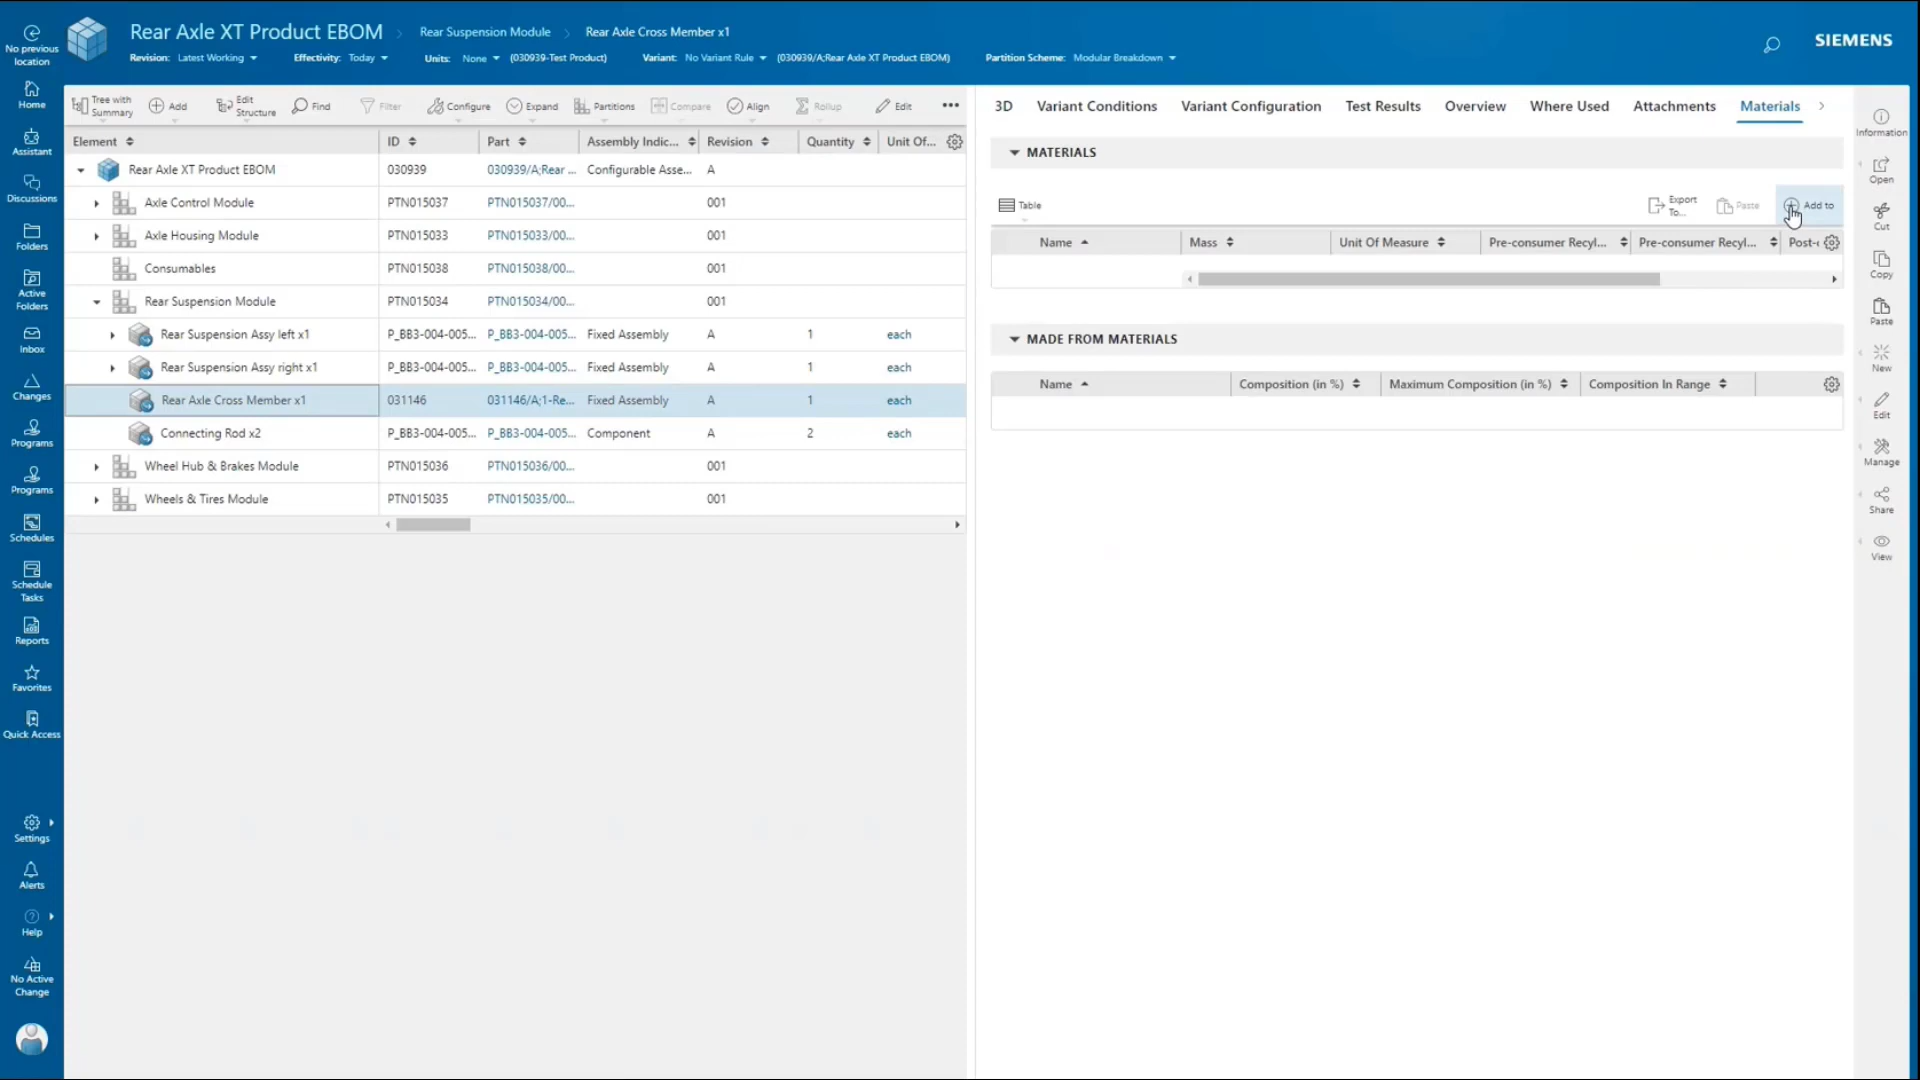 Rear Axle XT Product EBOM
Rear Suspension Module
Rear Axle Cross Member x1
Revision: Latest Working
Effectivity: Today
Units: None
(030939-Test Product)
Variant: No Variant Rule
(030939/A;Rear Axle XT Product EBOM)
Partition Scheme: Modular Breakdown
SIEMENS
No previous
location
Home
Assistant
Discussions
Folders
Active
Folders
Inbox
Changes
Programs
Programs
Schedules
Schedule
Tasks
Reports
Favorites
Quick Access
Settings
Alerts
Help
No Active
Change
Tree with
Summary
Add
Edit
Structure
Find
Filter
Configure
Expand
Partitions
Compare
Align
Rollup
Edit
•••
Element ID Part Assembly Indic... Revision Quantity Unit Of...
Rear Axle XT Product EBOM 030939 030939/A;Rear ... Configurable Asse... A
Axle Control Module PTN015037 PTN015037/00... 001
Axle Housing Module PTN015033 PTN015033/00... 001
Consumables PTN015038 PTN015038/00... 001
Rear Suspension Module PTN015034 PTN015034/00... 001
Rear Suspension Assy left x1 P_BB3-004-005... P_BB3-004-005... Fixed Assembly A 1 each
Rear Suspension Assy right x1 P_BB3-004-005... P_BB3-004-005... Fixed Assembly A 1 each
Rear Axle Cross Member x1 031146 031146/A;1-Re... Fixed Assembly A 1 each
Connecting Rod x2 P_BB3-004-005... P_BB3-004-005... Component A 2 each
Wheel Hub & Brakes Module PTN015036 PTN015036/00... 001
Wheels & Tires Module PTN015035 PTN015035/00... 001
3D Variant Conditions Variant Configuration Test Results Overview Where Used Attachments Materials
MATERIALS
Table
Export
To...
Paste
Add to
Name Mass Unit Of Measure Pre-consumer Recyl... Pre-consumer Recyl... Post-
MADE FROM MATERIALS
Name Composition (in %) Maximum Composition (in %) Composition In Range
Information
Open
Cut
Copy
Paste
New
Edit
Manage
Share
View